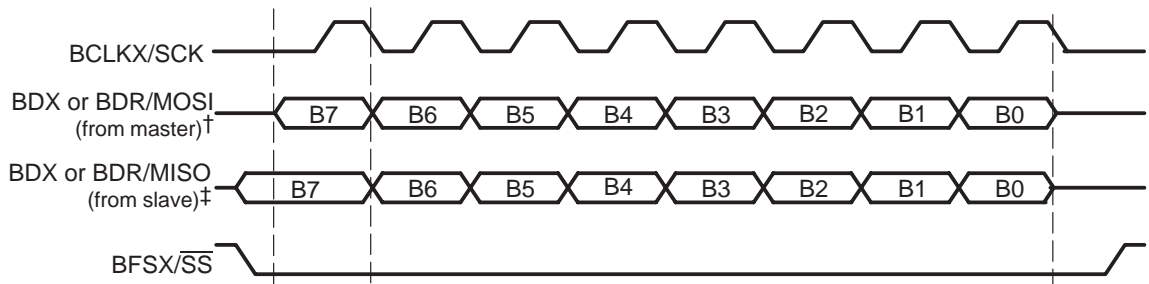 BCLKX/SCK
BDX or BDR/MOSI
(from master)†
B7 B6 B5 B4 B3 B2 B1 B0
BDX or BDR/MISO
(from slave)‡
B7 B6 B5 B4 B3 B2 B1 B0
BFSX/S̅S̅